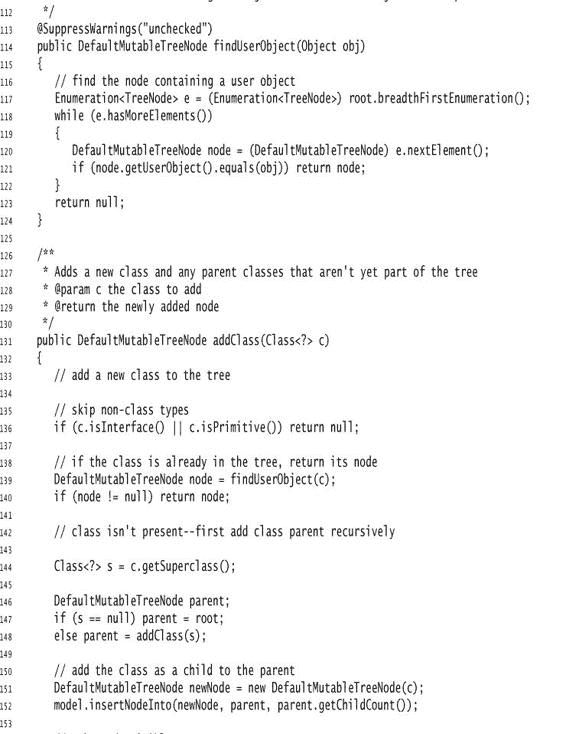 112 */
113 @SuppressWarnings("unchecked")
114 public DefaultMutableTreeNode findUserObject(Object obj)
115 {
116 // find the node containing a user object
117 Enumeration<TreeNode> e = (Enumeration<TreeNode>) root.breadthFirstEnumeration();
118 while (e.hasMoreElements())
119 {
120 DefaultMutableTreeNode node = (DefaultMutableTreeNode) e.nextElement();
121 if (node.getUserObject().equals(obj)) return node;
122 }
123 return null;
124 }
125
126 /**
127 * Adds a new class and any parent classes that aren't yet part of the tree
128 * @param c the class to add
129 * @return the newly added node
130 */
131 public DefaultMutableTreeNode addClass(Class<?> c)
132 {
133 // add a new class to the tree
134
135 // skip non-class types
136 if (c.isInterface() || c.isPrimitive()) return null;
137
138 // if the class is already in the tree, return its node
139 DefaultMutableTreeNode node = findUserObject(c);
140 if (node != null) return node;
141
142 // class isn't present--first add class parent recursively
143
144 Class<?> s = c.getSuperclass();
145
146 DefaultMutableTreeNode parent;
147 if (s == null) parent = root;
148 else parent = addClass(s);
149
150 // add the class as a child to the parent
151 DefaultMutableTreeNode newNode = new DefaultMutableTreeNode(c);
152 model.insertNodeInto(newNode, parent, parent.getChildCount());
153